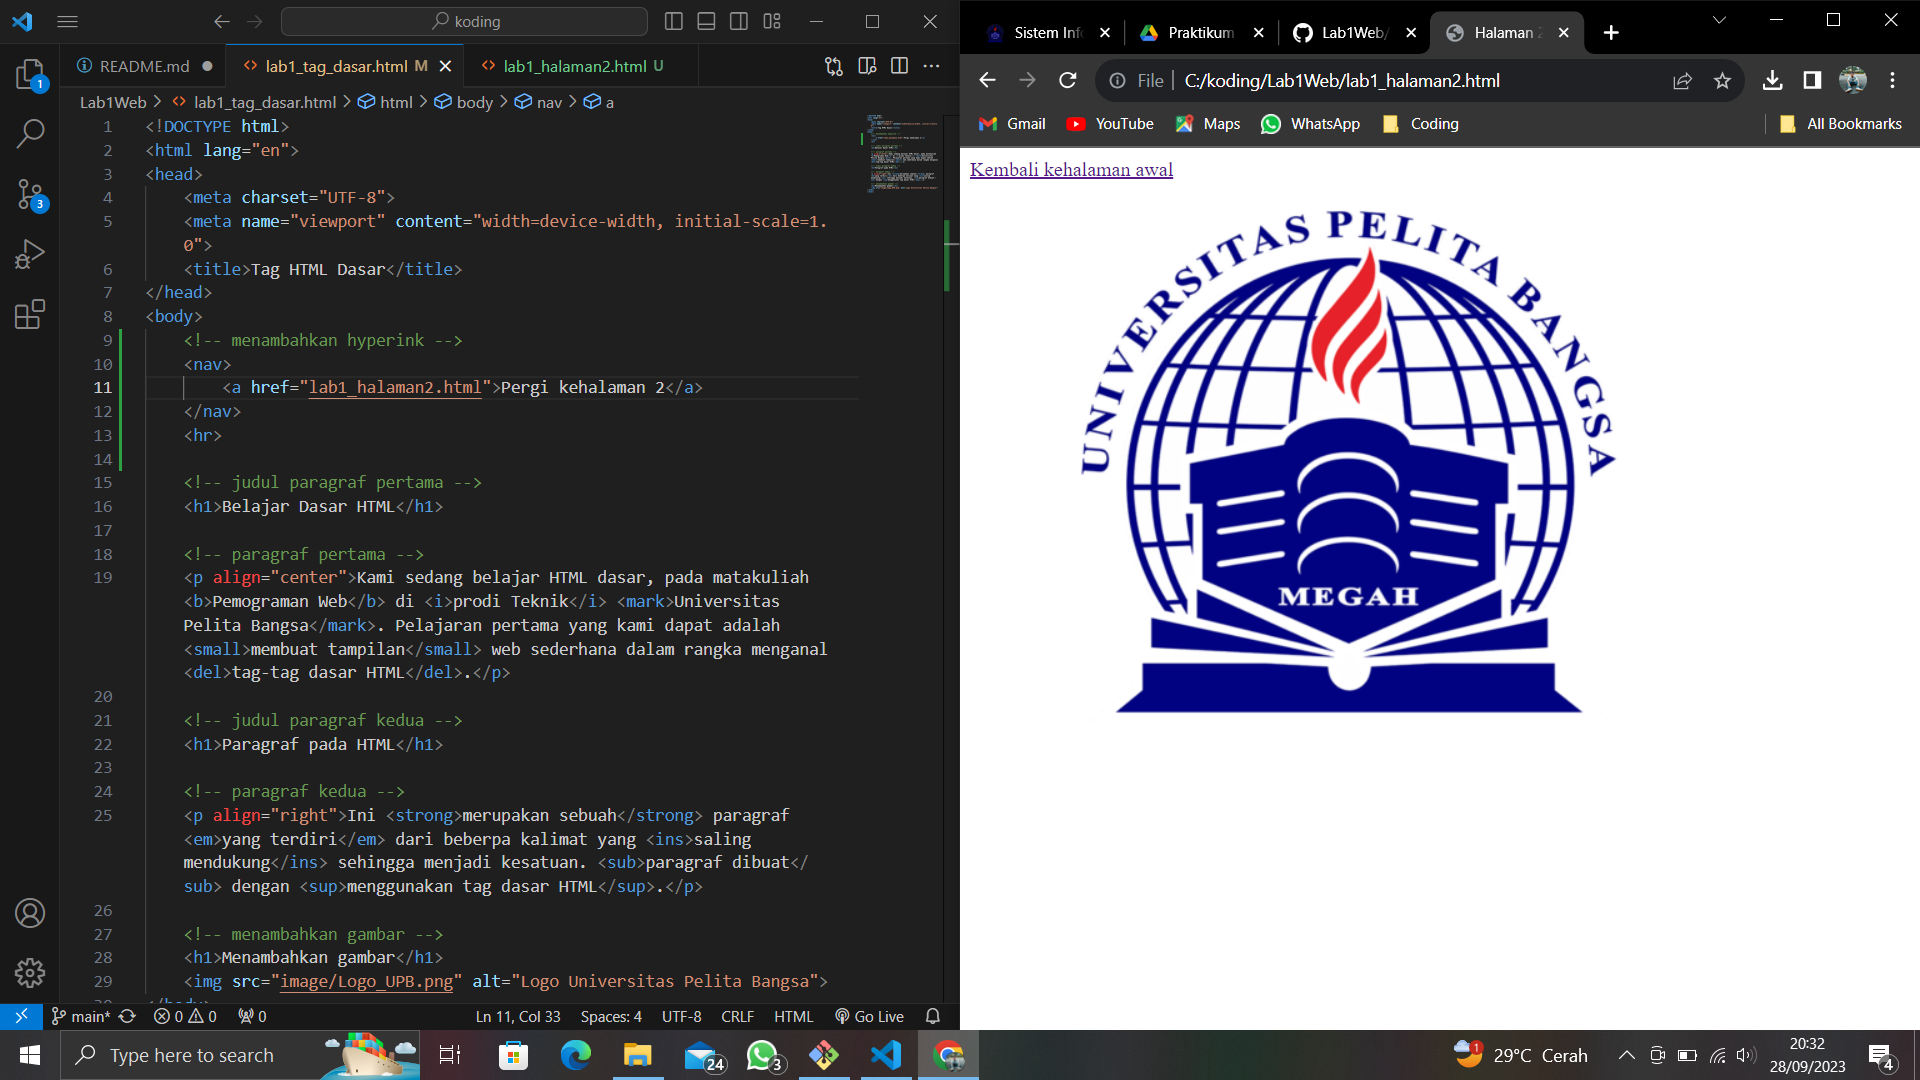 koding
README.md
lab1_tag_dasar.html M
lab1_halaman2.html U
Lab1Web > lab1_tag_dasar.html > html > body > nav > a
1 <!DOCTYPE html>
2 <html lang="en">
3 <head>
4 <meta charset="UTF-8">
5 <meta name="viewport" content="width=device-width, initial-scale=1.
0">
6 <title>Tag HTML Dasar</title>
7 </head>
8 <body>
9 <!-- menambahkan hyperink -->
10 <nav>
11 <a href="lab1_halaman2.html">Pergi kehalaman 2</a>
12 </nav>
13 <hr>
14
15 <!-- judul paragraf pertama -->
16 <h1>Belajar Dasar HTML</h1>
17
18 <!-- paragraf pertama -->
19 <p align="center">Kami sedang belajar HTML dasar, pada matakuliah
<b>Pemograman Web</b> di <i>prodi Teknik</i> <mark>Universitas
Pelita Bangsa</mark>. Pelajaran pertama yang kami dapat adalah
<small>membuat tampilan</small> web sederhana dalam rangka menganal
<del>tag-tag dasar HTML</del>.</p>
20
21 <!-- judul paragraf kedua -->
22 <h1>Paragraf pada HTML</h1>
23
24 <!-- paragraf kedua -->
25 <p align="right">Ini <strong>merupakan sebuah</strong> paragraf
<em>yang terdiri</em> dari beberpa kalimat yang <ins>saling
mendukung</ins> sehingga menjadi kesatuan. <sub>paragraf dibuat</
sub> dengan <sup>menggunakan tag dasar HTML</sup>.</p>
26
27 <!-- menambahkan gambar -->
28 <h1>Menambahkan gambar</h1>
29 <img src="image/Logo_UPB.png" alt="Logo Universitas Pelita Bangsa">
1
3
main* 0 0 0 Ln 11, Col 33 Spaces: 4 UTF-8 CRLF HTML Go Live
Sistem Inf
Praktikum
Lab1Web/
Halaman 2
File | C:/koding/Lab1Web/lab1_halaman2.html
Gmail YouTube Maps WhatsApp Coding All Bookmarks
Kembali kehalaman awal
UNIVERSITAS PELITA BANGSA
MEGAH
Type here to search
24
3
1
29°C Cerah
20:32
28/09/2023
4